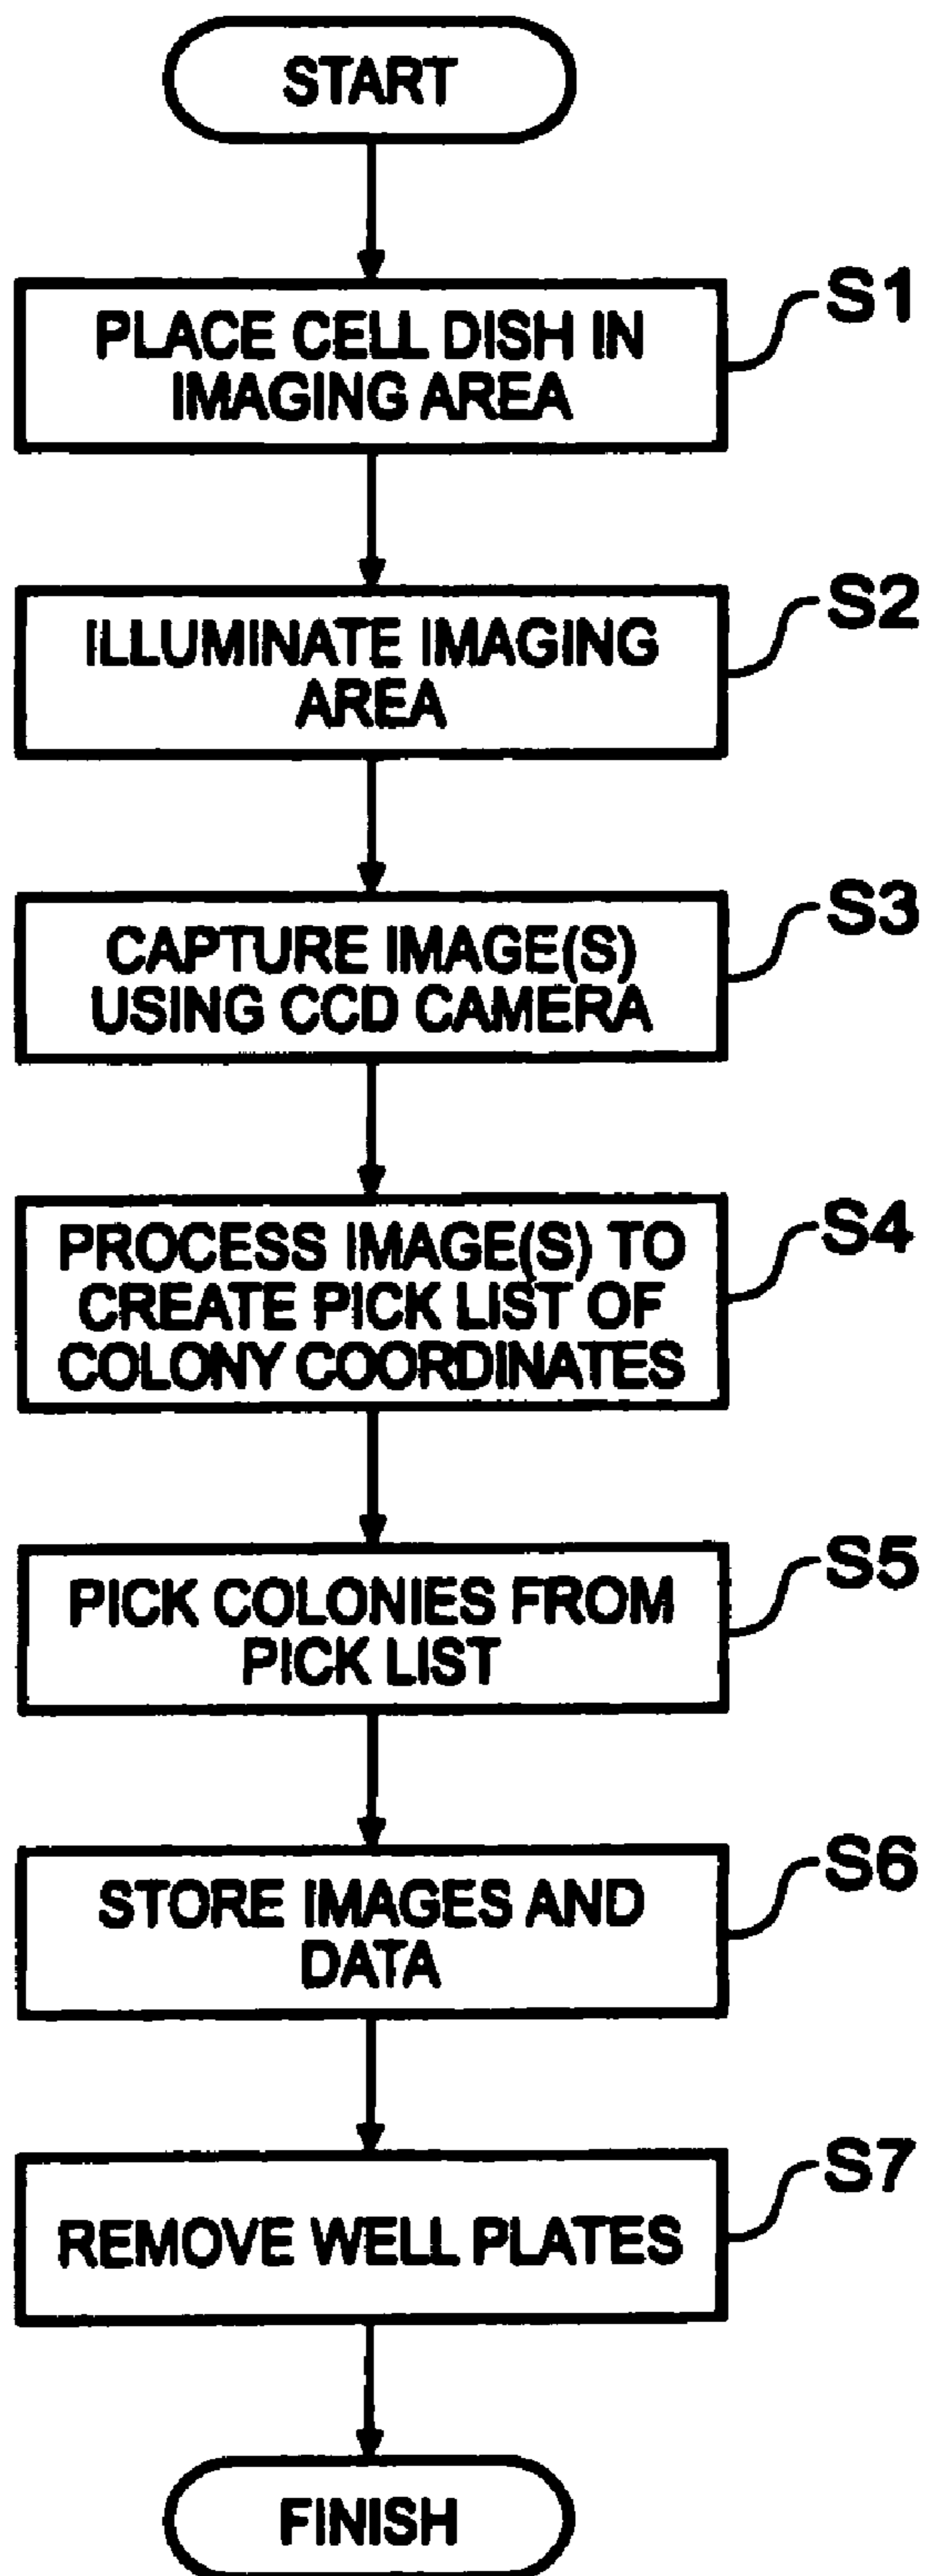 START
S1
PLACE CELL DISH IN
IMAGING AREA
S2
ILLUMINATE IMAGING
AREA
S3
CAPTURE IMAGE(S)
USING CCD CAMERA
S4
PROCESS IMAGE(S) TO
CREATE PICK LIST OF
COLONY COORDINATES
S5
PICK COLONIES FROM
PICK LIST
S6
STORE IMAGES AND
DATA
S7
REMOVE WELL PLATES
FINISH